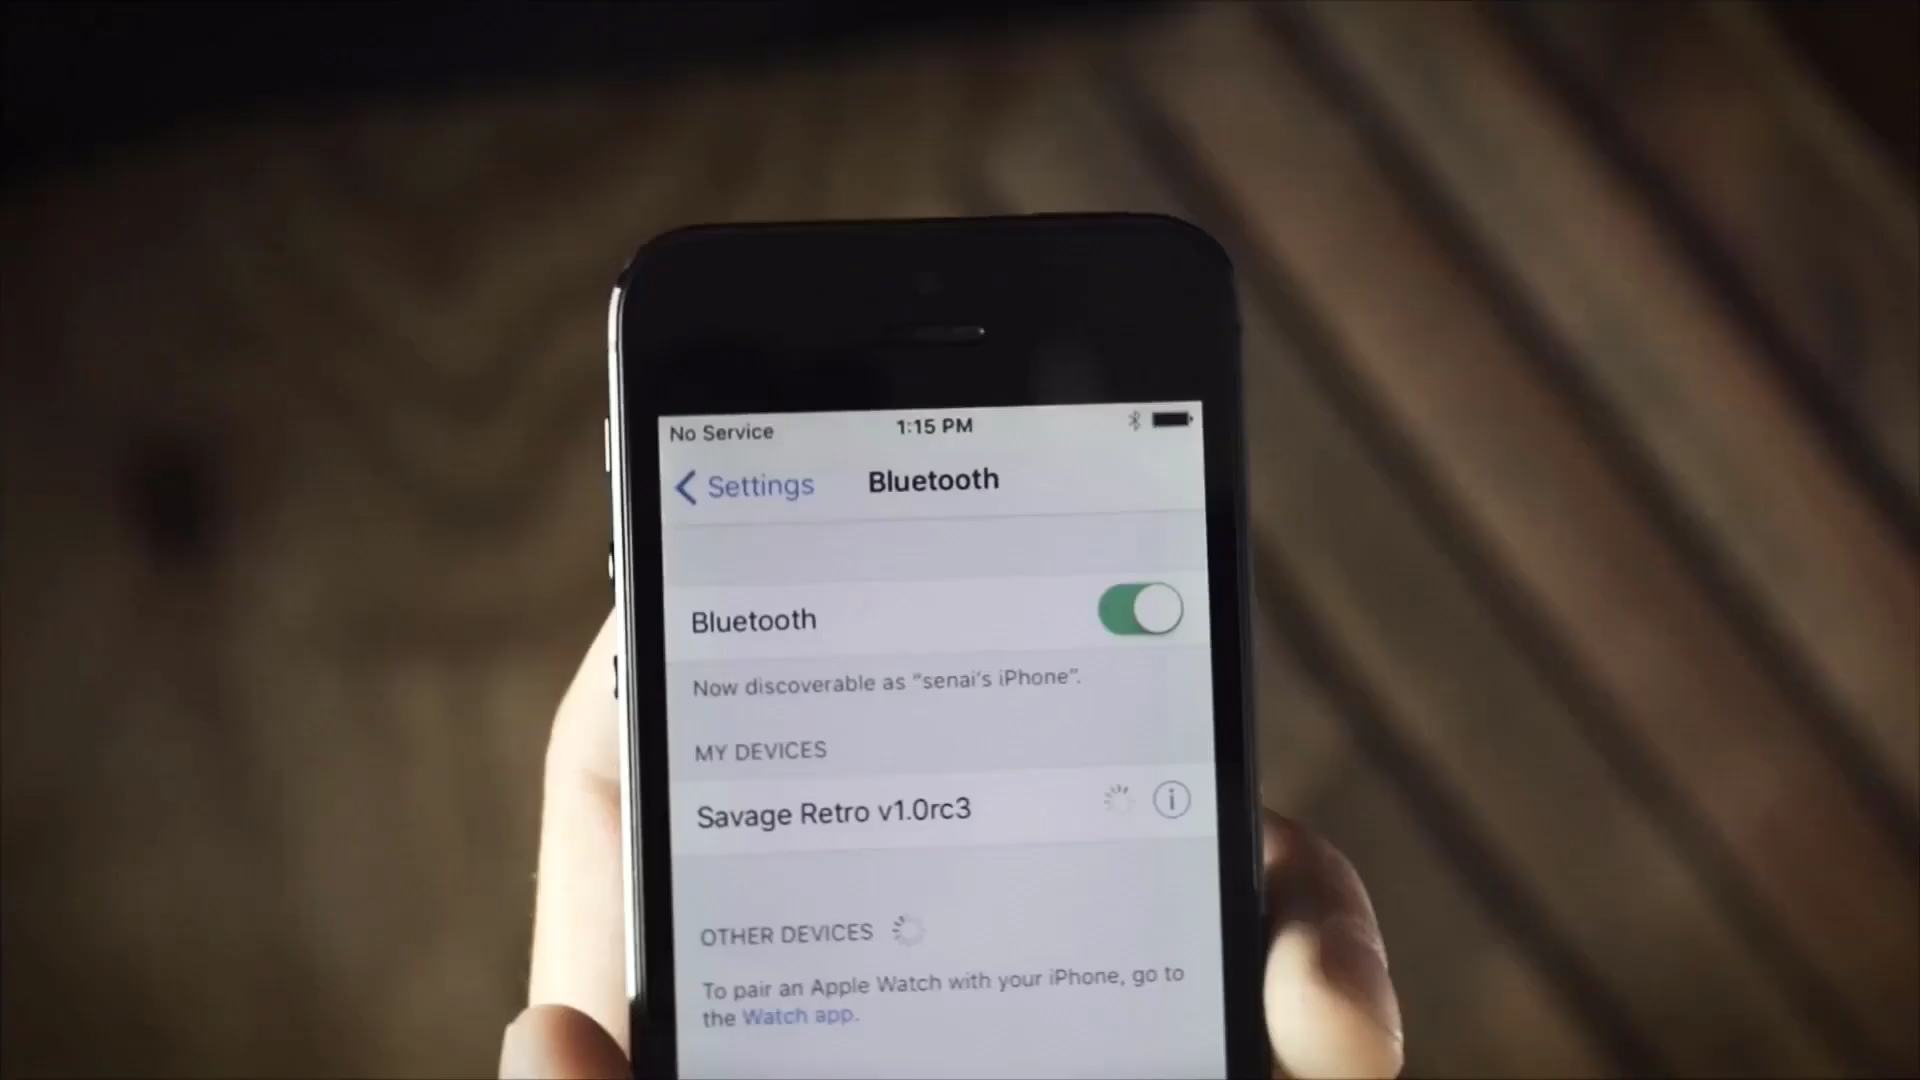 No Service 1:15 PM
Settings Bluetooth
Bluetooth
Now discoverable as “senai’s iPhone”.
MY DEVICES
Savage Retro v1.0rc3
OTHER DEVICES
To pair an Apple Watch with your iPhone, go to
the Watch app.